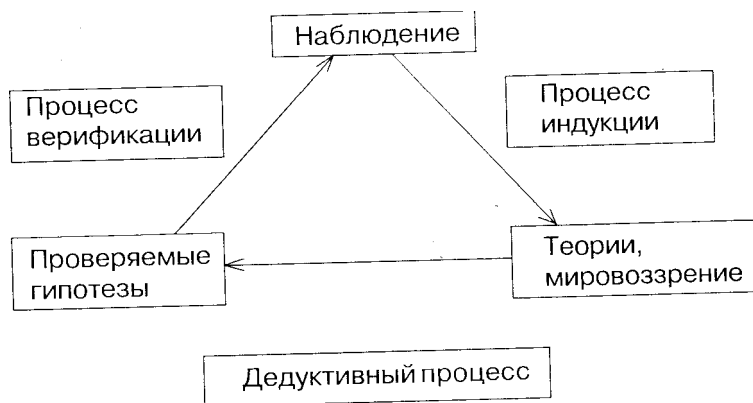 Наблюдение
Процесс
верификации
Процесс
индукции
Проверяемые
гипотезы
Теории,
мировоззрение
Дедуктивный процесс